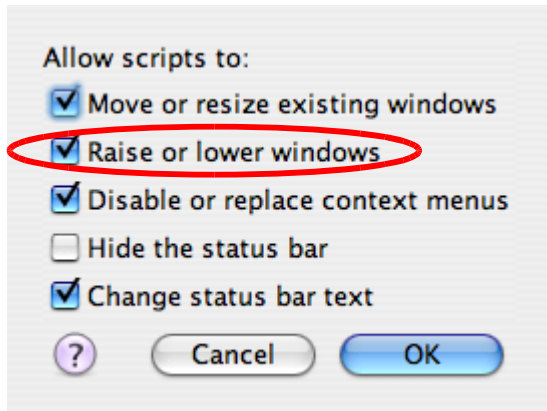 Allow scripts to:
Move or resize existing windows
Raise or lower windows
Disable or replace context menus
Hide the status bar
Change status bar text
? Cancel OK